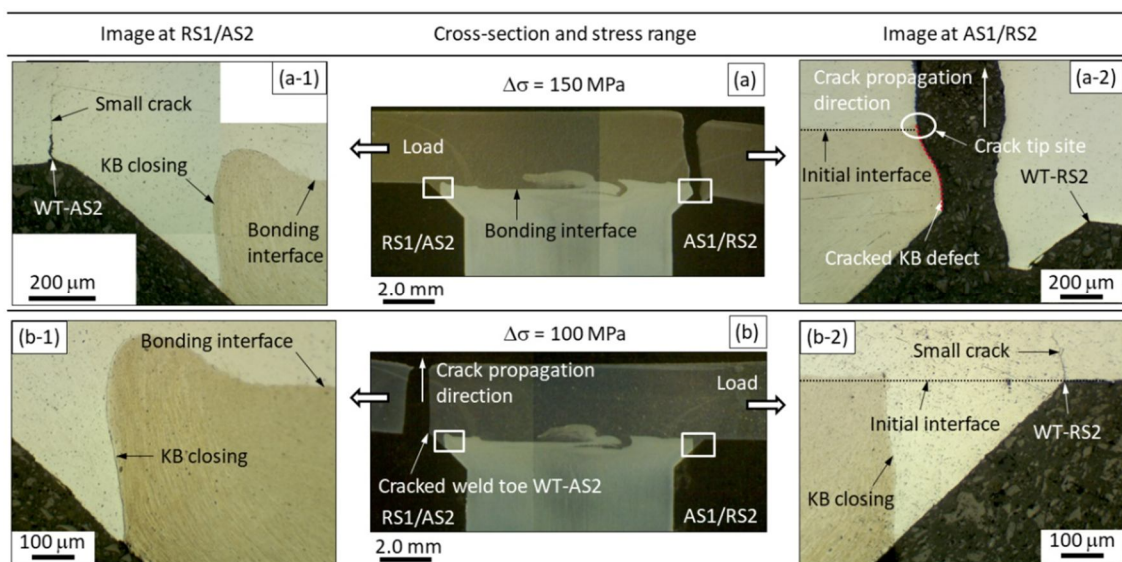 Image at RS1/AS2
Cross-section and stress range
Image at AS1/RS2
(a-1)
Small crack
KB closing
WT-AS2
Bonding
interface
200 μm
Δσ = 150 MPa
(a)
Load
Bonding interface
RS1/AS2
AS1/RS2
2.0 mm
(a-2)
Crack propagation
direction
Crack tip site
Initial interface
WT-RS2
Cracked KB defect
200 μm
(b-1)
Bonding interface
KB closing
100 μm
Δσ = 100 MPa
(b)
Crack propagation
direction
Load
Cracked weld toe WT-AS2
RS1/AS2
AS1/RS2
2.0 mm
(b-2)
Small crack
Initial interface
WT-RS2
KB closing
100 μm